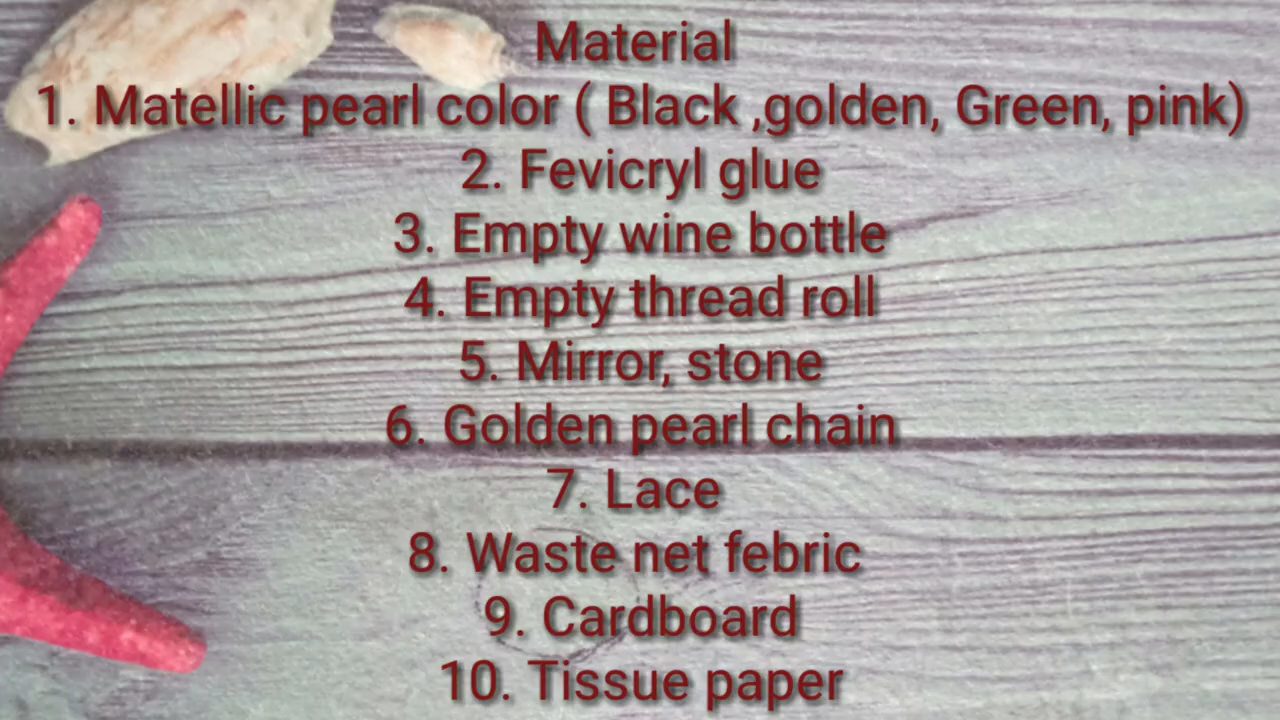 Material
1. Matellic pearl color ( Black ,golden, Green, pink)
2. Fevicryl glue
3. Empty wine bottle
4. Empty thread roll
5. Mirror, stone
6. Golden pearl chain
7. Lace
8. Waste net febric
9. Cardboard
10. Tissue paper